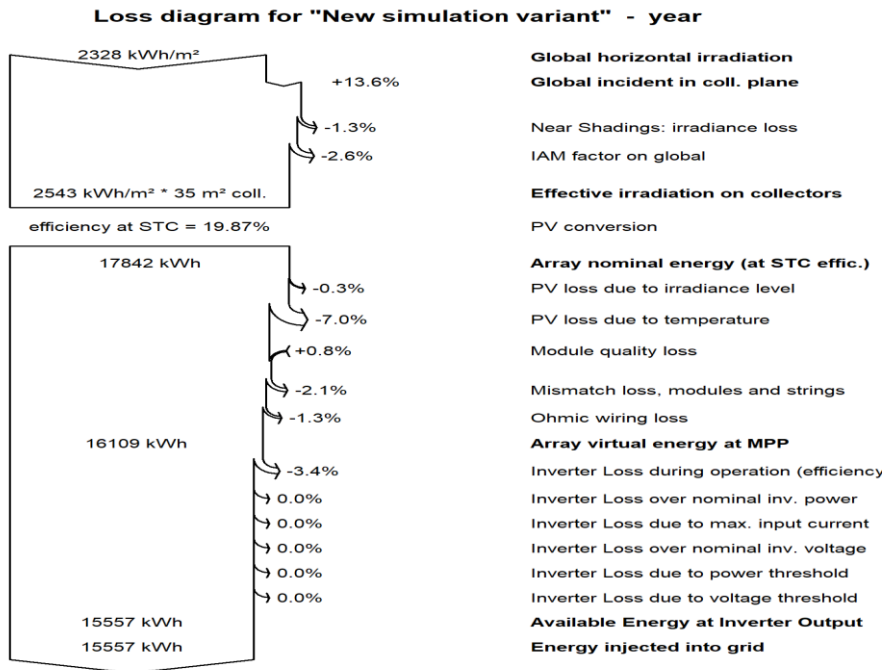 Loss diagram for "New simulation variant" - year
2328 kWh/m² Global horizontal irradiation
+13.6% Global incident in coll. plane
-1.3% Near Shadings: irradiance loss
-2.6% IAM factor on global
2543 kWh/m² * 35 m² coll. Effective irradiation on collectors
efficiency at STC = 19.87% PV conversion
17842 kWh Array nominal energy (at STC effic.)
-0.3% PV loss due to irradiance level
-7.0% PV loss due to temperature
+0.8% Module quality loss
-2.1% Mismatch loss, modules and strings
-1.3% Ohmic wiring loss
16109 kWh Array virtual energy at MPP
-3.4% Inverter Loss during operation (efficiency
0.0% Inverter Loss over nominal inv. power
0.0% Inverter Loss due to max. input current
0.0% Inverter Loss over nominal inv. voltage
0.0% Inverter Loss due to power threshold
0.0% Inverter Loss due to voltage threshold
15557 kWh Available Energy at Inverter Output
15557 kWh Energy injected into grid